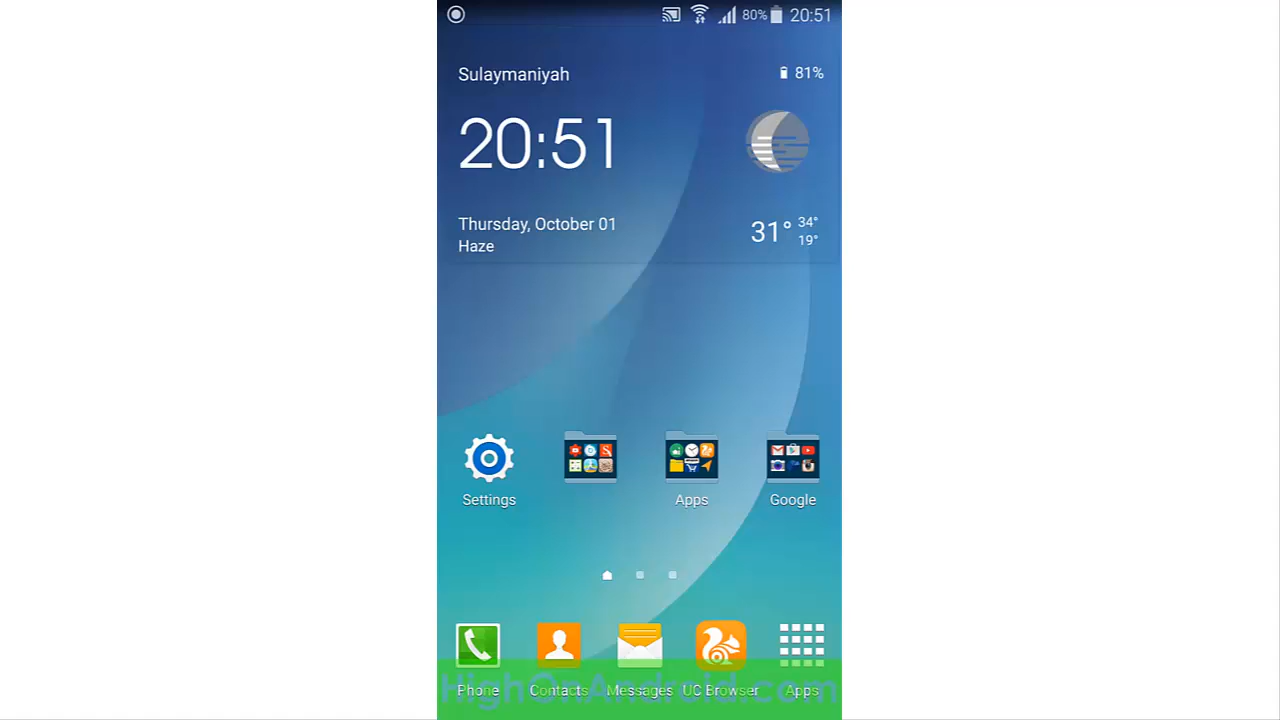 80% 20:51
Sulaymaniyah 81%
20:51
Thursday, October 01
Haze
31° 34°
19°
Settings Apps Google
Phone Contacts Messages UC Browser Apps
HighOnAndroid.com